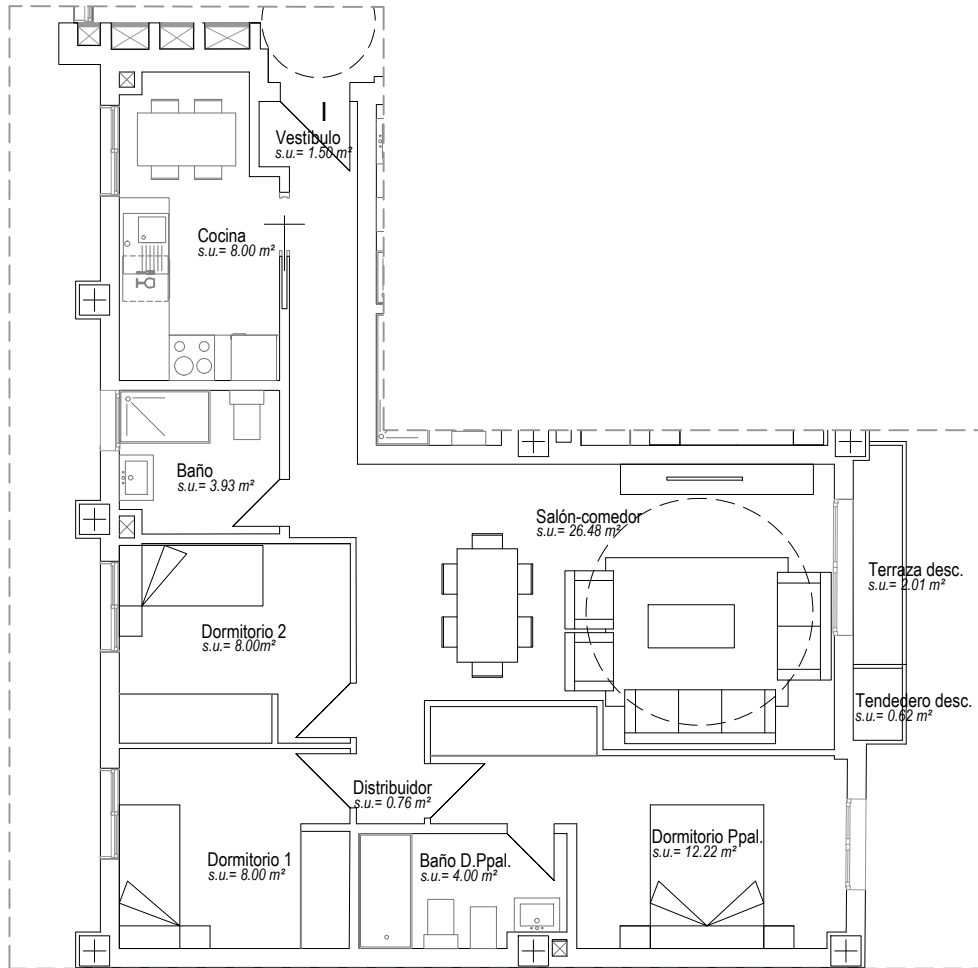 I
Vestíbulo
s.u.= 1.50 m²
Cocina
s.u.= 8.00 m²
Baño
s.u.= 3.93 m²
Salón-comedor
s.u.= 26.48 m²
Terraza desc.
s.u.= 2.01 m²
Dormitorio 2
s.u.= 8.00m²
Tendedero desc.
s.u.= 0.62 m²
Distribuidor
s.u.= 0.76 m²
Dormitorio 1
s.u.= 8.00 m²
Baño D.Ppal.
s.u.= 4.00 m²
Dormitorio Ppal.
s.u.= 12.22 m²